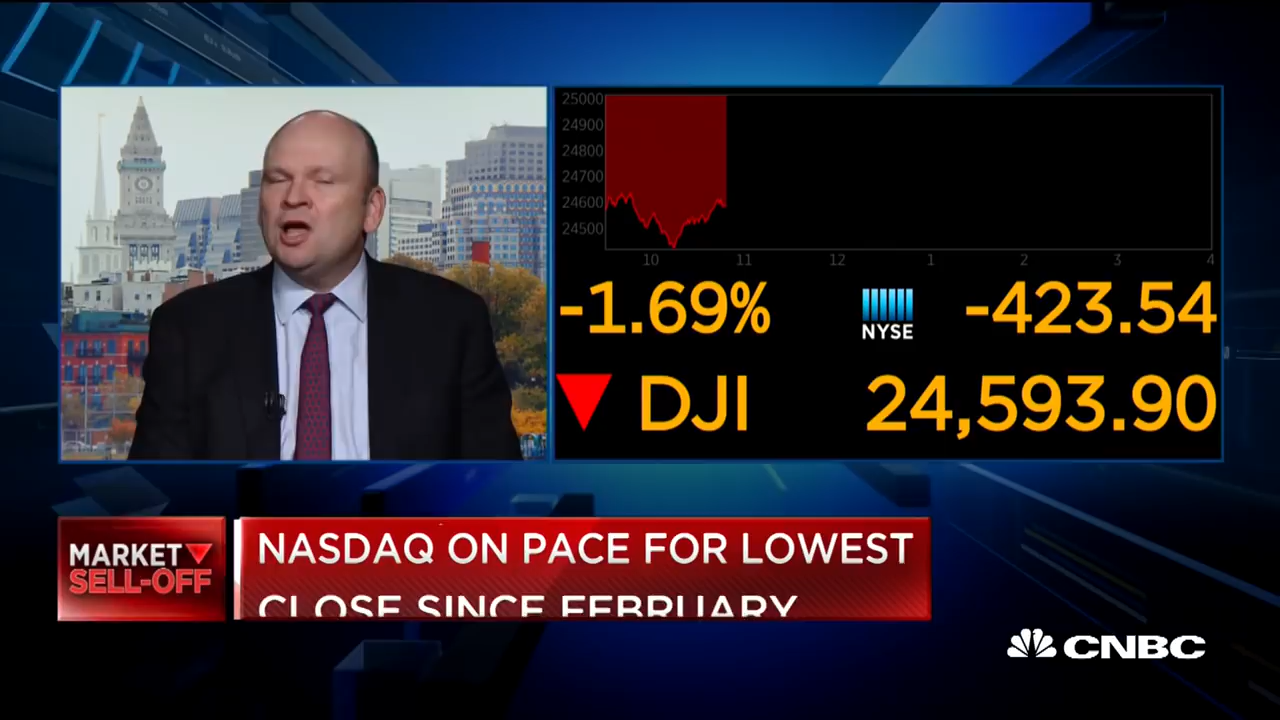 25000
24900
24800
24700
24600
24500
10 11 12 1 2 3 4
-1.69% NYSE -423.54
DJI 24,593.90
MARKET
SELL-OFF
NASDAQ ON PACE FOR LOWEST
CLOSE SINCE FEBRUARY
CNBC